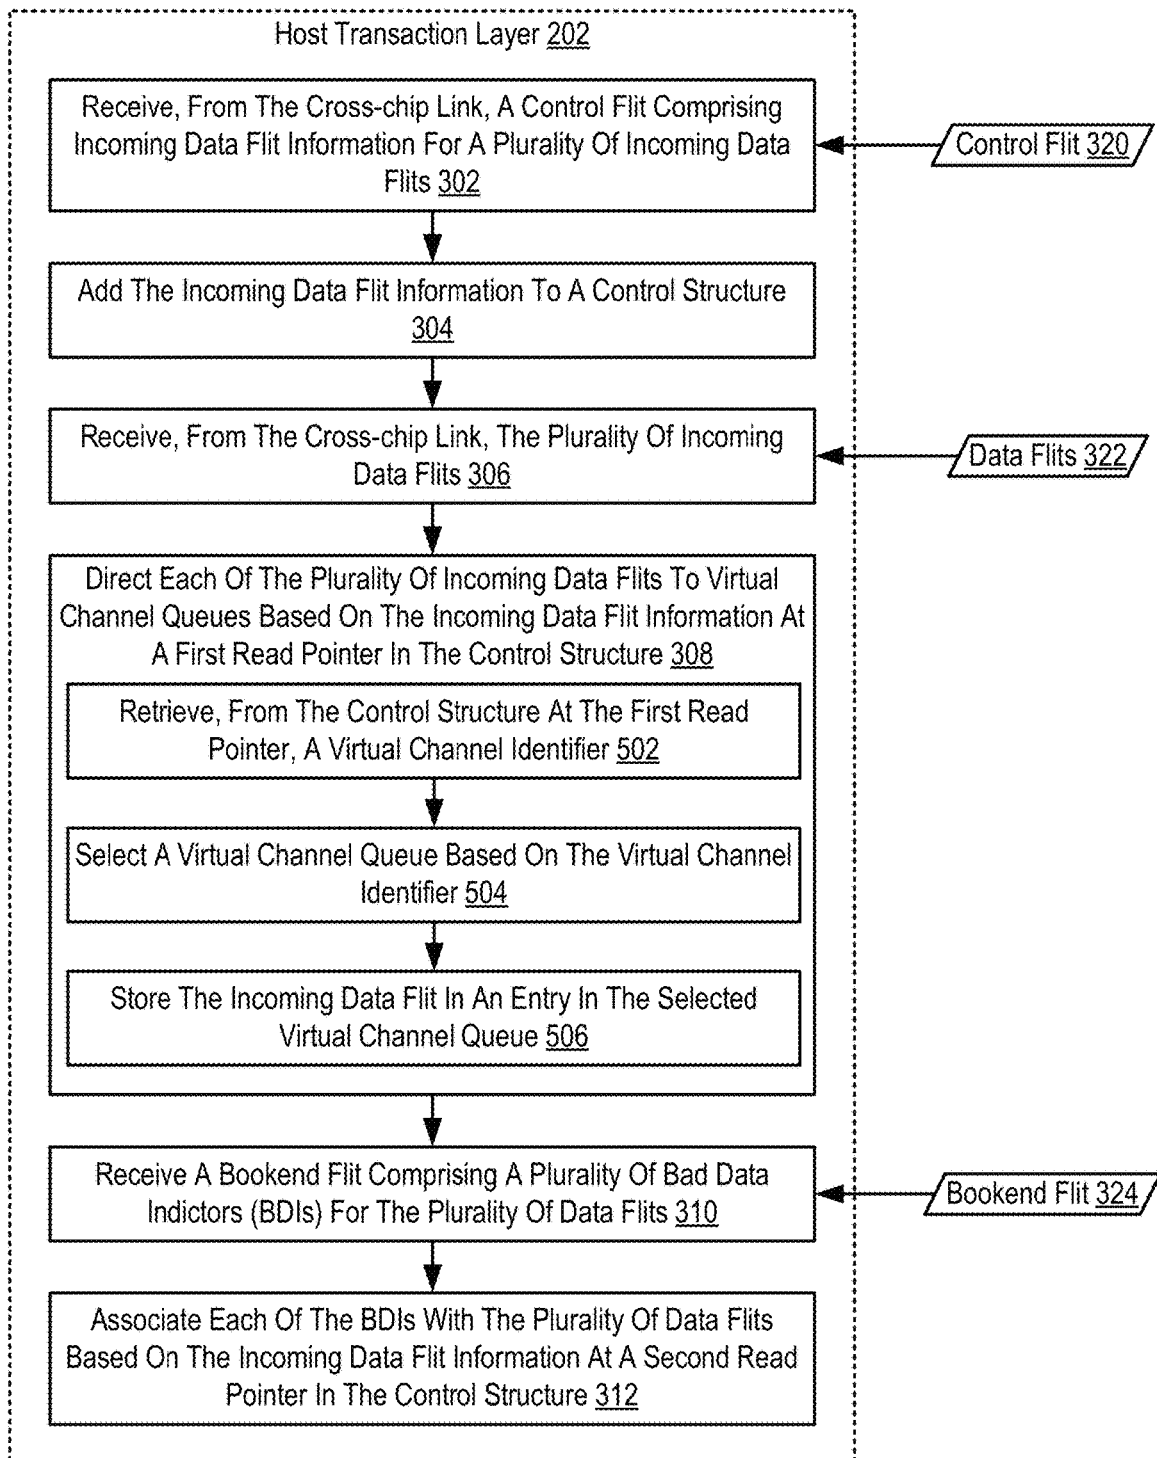 Host Transaction Layer 202
Receive, From The Cross-chip Link, A Control Flit Comprising
Incoming Data Flit Information For A Plurality Of Incoming Data
Flits 302
Control Flit 320
Add The Incoming Data Flit Information To A Control Structure
304
Receive, From The Cross-chip Link, The Plurality Of Incoming
Data Flits 306
Data Flits 322
Direct Each Of The Plurality Of Incoming Data Flits To Virtual
Channel Queues Based On The Incoming Data Flit Information At
A First Read Pointer In The Control Structure 308
Retrieve, From The Control Structure At The First Read
Pointer, A Virtual Channel Identifier 502
Select A Virtual Channel Queue Based On The Virtual Channel
Identifier 504
Store The Incoming Data Flit In An Entry In The Selected
Virtual Channel Queue 506
Receive A Bookend Flit Comprising A Plurality Of Bad Data
Indictors (BDIs) For The Plurality Of Data Flits 310
Bookend Flit 324
Associate Each Of The BDIs With The Plurality Of Data Flits
Based On The Incoming Data Flit Information At A Second Read
Pointer In The Control Structure 312